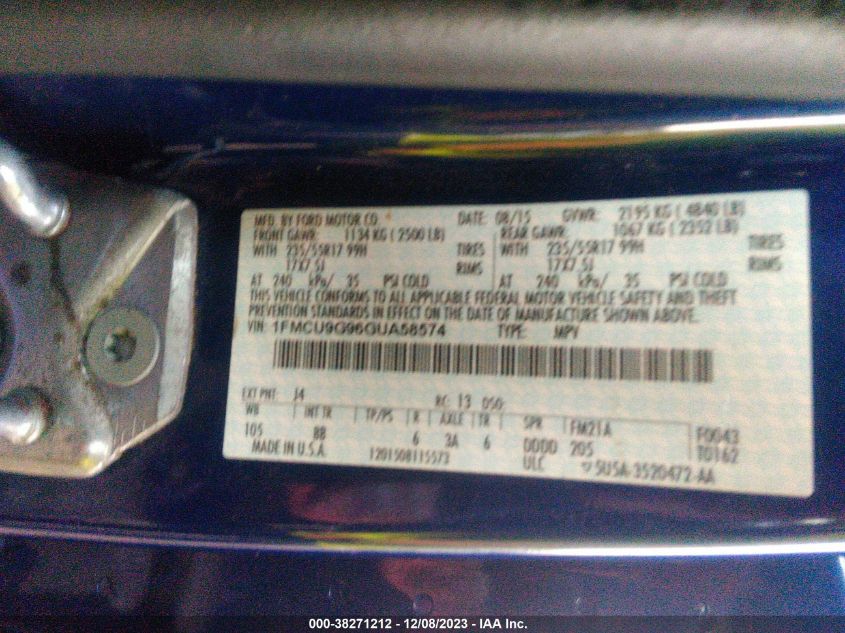 MFD. BY FORD MOTOR CO. DATE: 08/15 GVWR: 2195 KG ( 4840 LB)
FRONT GAWR: 1134 KG ( 2500 LB) REAR GAWR: 1067 KG ( 2352 LB)
WITH 235/55R17 99H TIRES WITH 235/55R17 99H TIRES
17X7.5J RIMS 17X7.5J RIMS
AT 240 kPa/ 35 PSI COLD AT 240 kPa/ 35 PSI COLD
THIS VEHICLE CONFORMS TO ALL APPLICABLE FEDERAL MOTOR VEHICLE SAFETY AND THEFT
PREVENTION STANDARDS IN EFFECT ON THE DATE OF MANUFACTURE SHOWN ABOVE.
VIN: 1FMCU9G96GUA58574 TYPE: MPV
EXT PNT: J4 RC: 13 DSO:
WB INT TR TP/PS R AXLE TR SPR FM21A F0043
105 BB 6 3A 6 DDDD 205 T0162
MADE IN U.S.A. 1201508115573 ULC 5U5A-3520472-AA
000-38271212 - 12/08/2023 - IAA Inc.